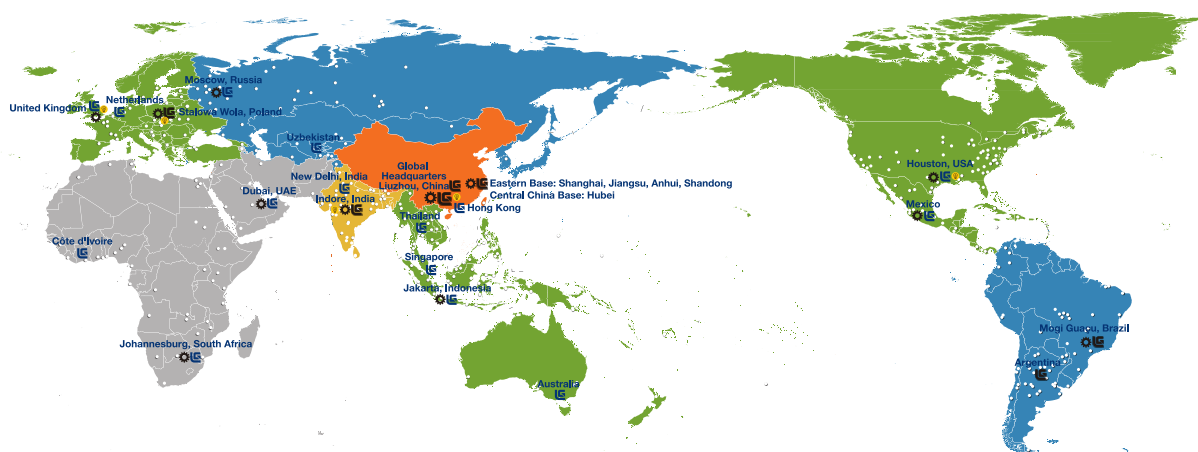 Moscow, Russia
Netherlands
United Kingdom
Stalowa Wola, Poland
Uzbekistan
Global
Headquarters
Liuzhou, China
New Delhi, India
Eastern Base: Shanghai, Jiangsu, Anhui, Shandong
Central China Base: Hubei
Dubai, UAE
Indore, India
Hong Kong
Thailand
Côte d'Ivoire
Singapore
Jakarta, Indonesia
Johannesburg, South Africa
Australia
Houston, USA
Mexico
Mogi Guaçu, Brazil
Argentina